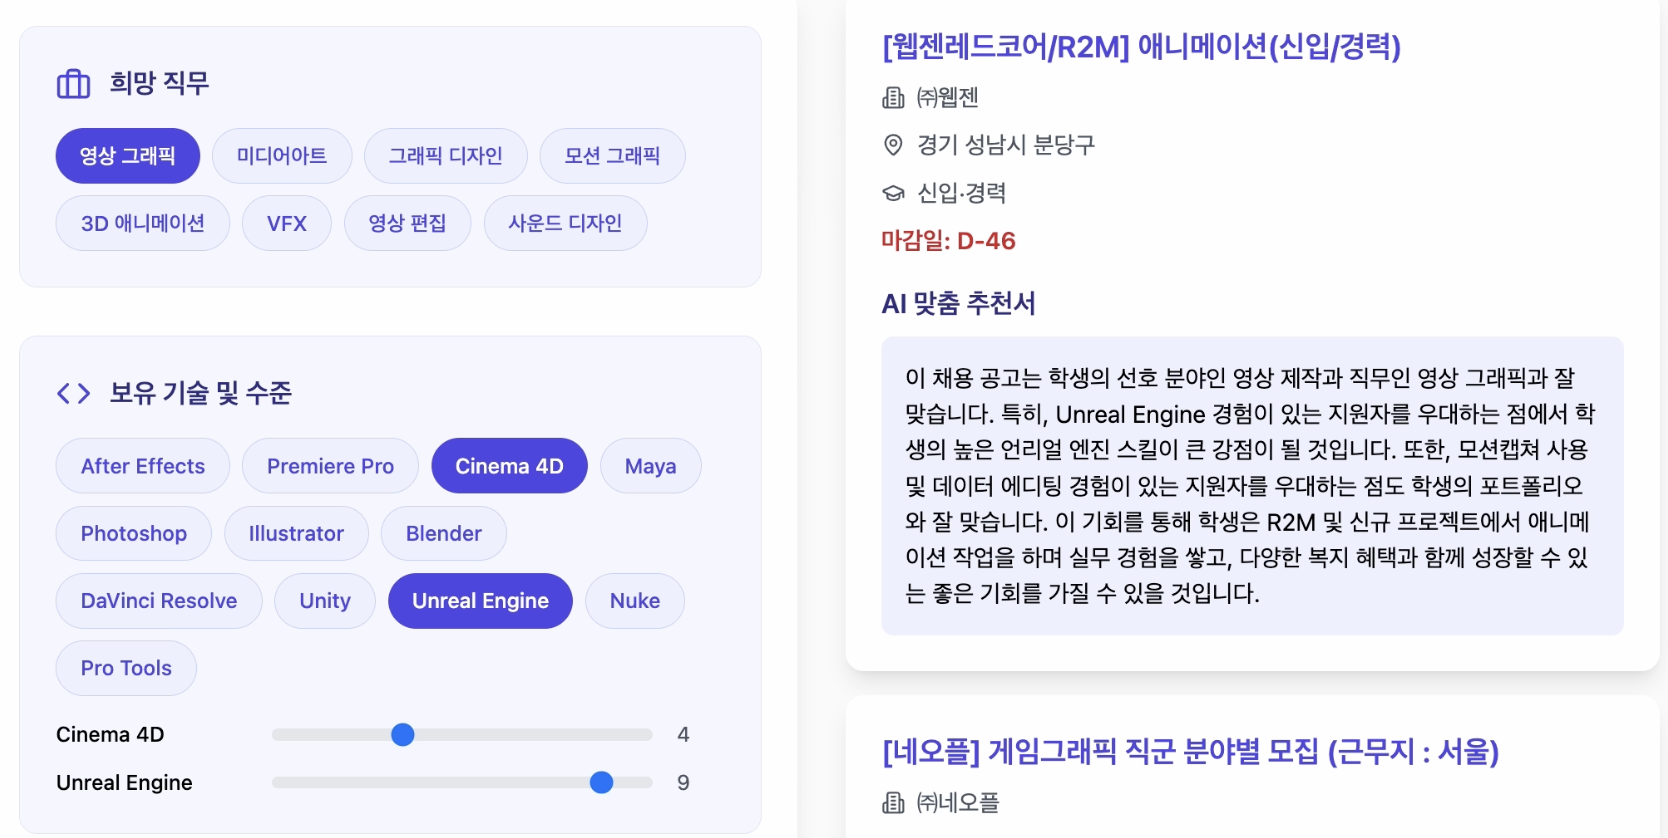 희망 직무
영상 그래픽 미디어아트 그래픽 디자인 모션 그래픽
3D 애니메이션 VFX 영상 편집 사운드 디자인
보유 기술 및 수준
After Effects Premiere Pro Cinema 4D Maya
Photoshop Illustrator Blender
DaVinci Resolve Unity Unreal Engine Nuke
Pro Tools
Cinema 4D 4
Unreal Engine 9
[웹젠레드코어/R2M] 애니메이션(신입/경력)
㈜웹젠
경기 성남시 분당구
신입·경력
마감일: D-46
AI 맞춤 추천서
이 채용 공고는 학생의 선호 분야인 영상 제작과 직무인 영상 그래픽과 잘
맞습니다. 특히, Unreal Engine 경험이 있는 지원자를 우대하는 점에서 학
생의 높은 언리얼 엔진 스킬이 큰 강점이 될 것입니다. 또한, 모션캡쳐 사용
및 데이터 에디팅 경험이 있는 지원자를 우대하는 점도 학생의 포트폴리오
와 잘 맞습니다. 이 기회를 통해 학생은 R2M 및 신규 프로젝트에서 애니메
이션 작업을 하며 실무 경험을 쌓고, 다양한 복지 혜택과 함께 성장할 수 있
는 좋은 기회를 가질 수 있을 것입니다.
[네오플] 게임그래픽 직군 분야별 모집 (근무지 : 서울)
㈜네오플